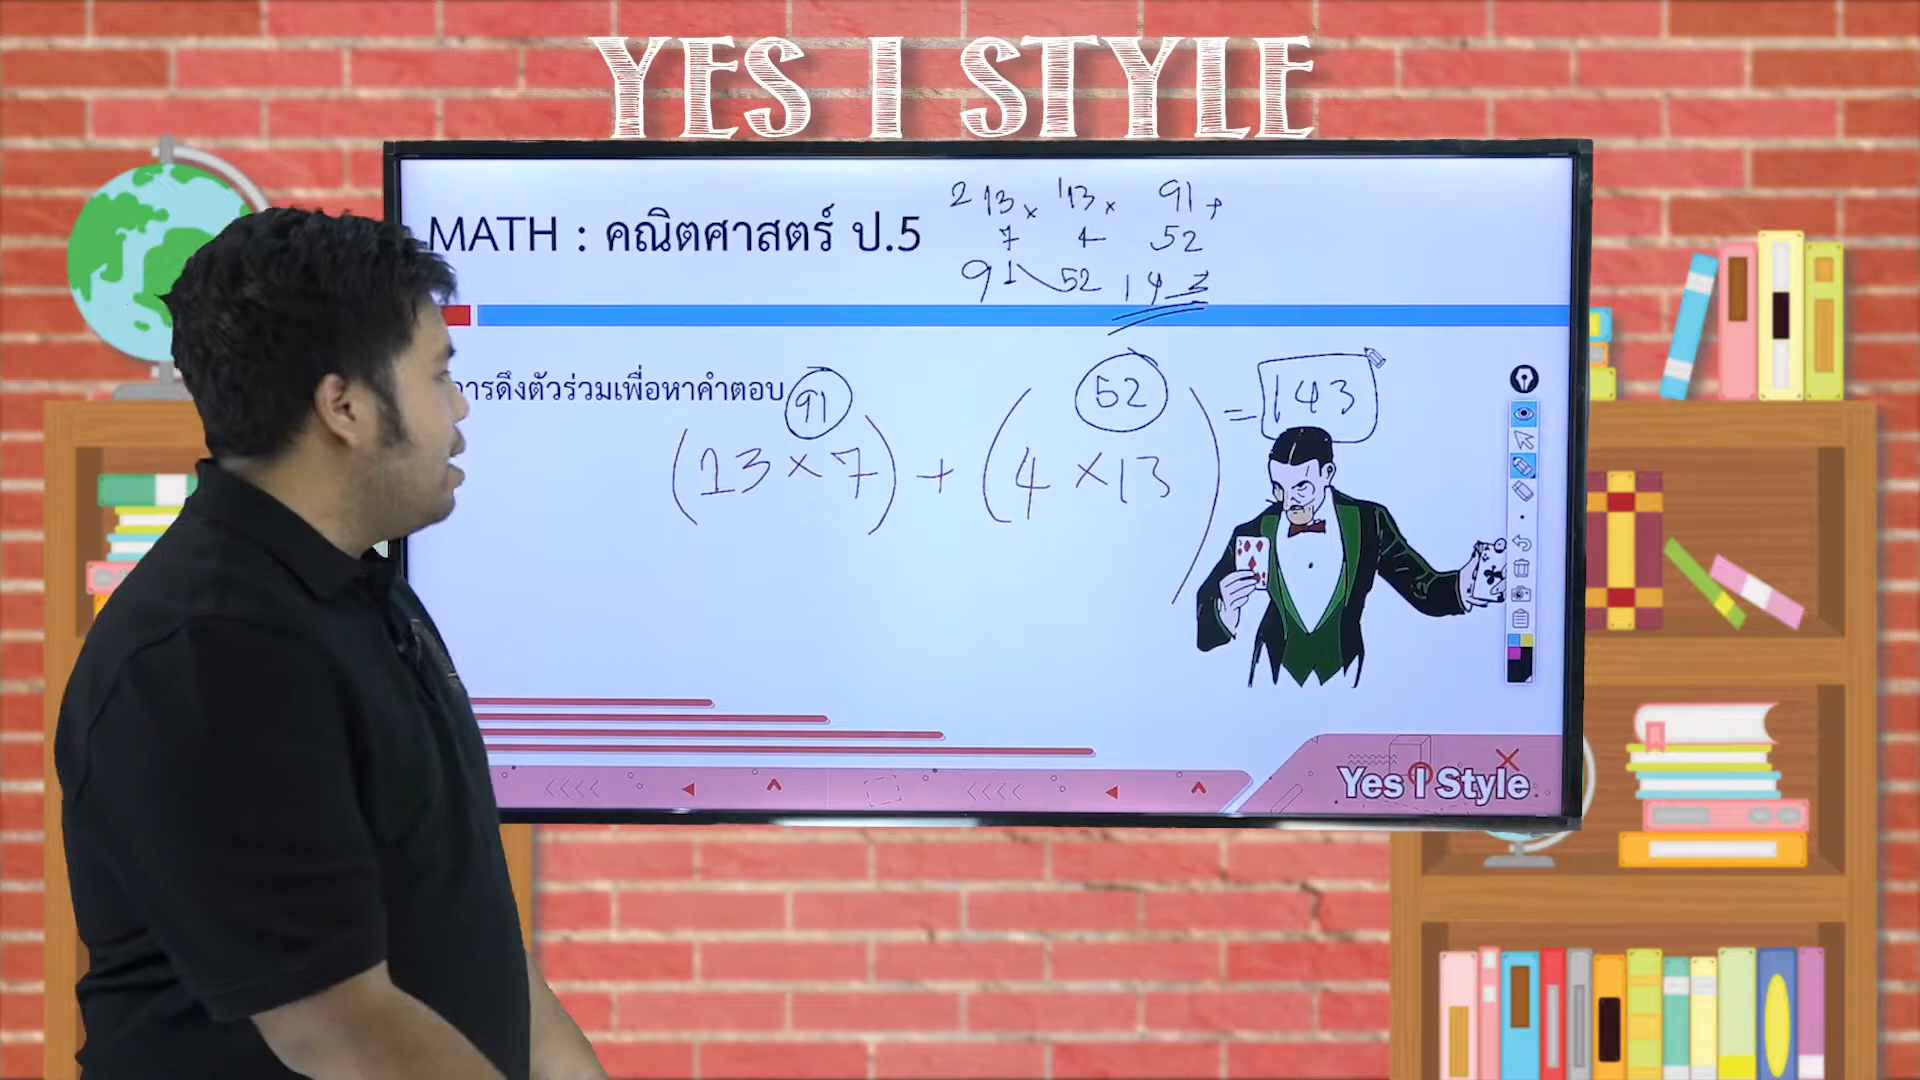 YES I STYLE
MATH : คณิตศาสตร์ ป.5
2 13 × 1 13 × 91 +
7 4 52
91 52 143
การดึงตัวร่วมเพื่อหาคำตอบ
91 52
(13 × 7) + (4 × 13) = 143
Yes I Style